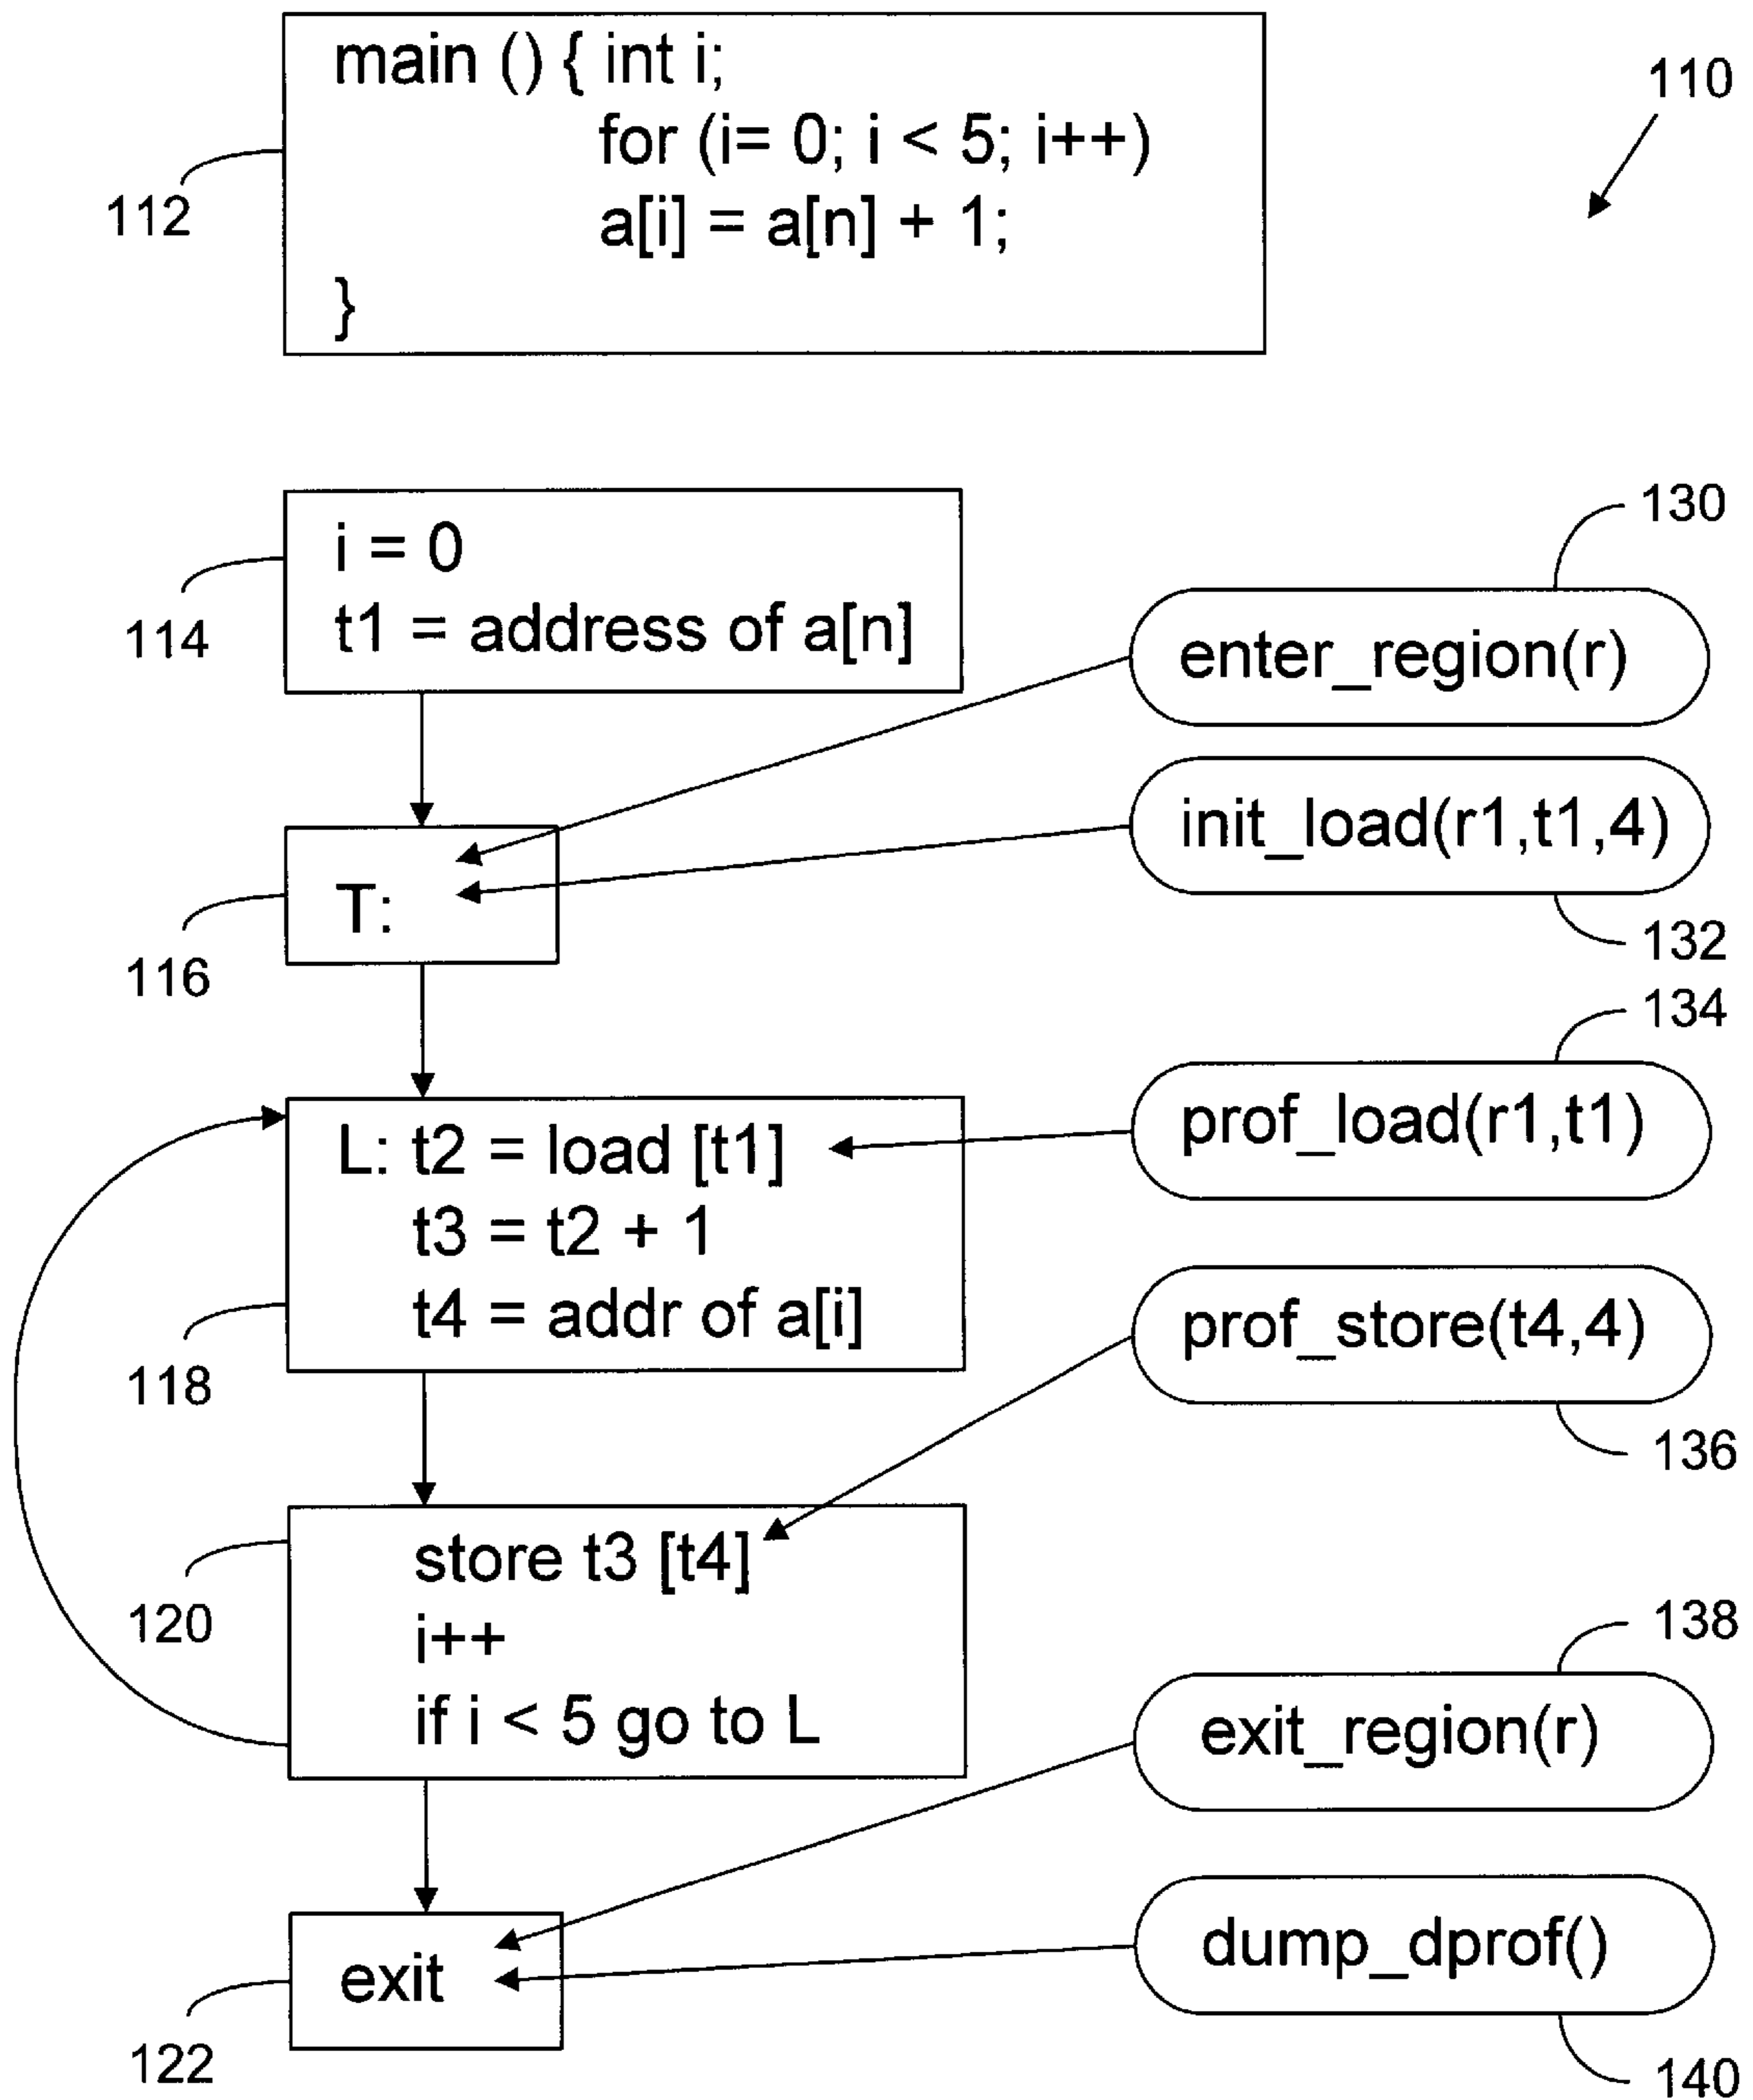 main () { int i;
for (i= 0; i < 5; i++)
a[i] = a[n] + 1;
}
110
112
i = 0
t1 = address of a[n]
114
130
enter_region(r)
init_load(r1,t1,4)
132
T:
116
134
L: t2 = load [t1]
t3 = t2 + 1
t4 = addr of a[i]
118
prof_load(r1,t1)
prof_store(t4,4)
136
store t3 [t4]
i++
if i < 5 go to L
120
138
exit_region(r)
exit
122
dump_dprof()
140